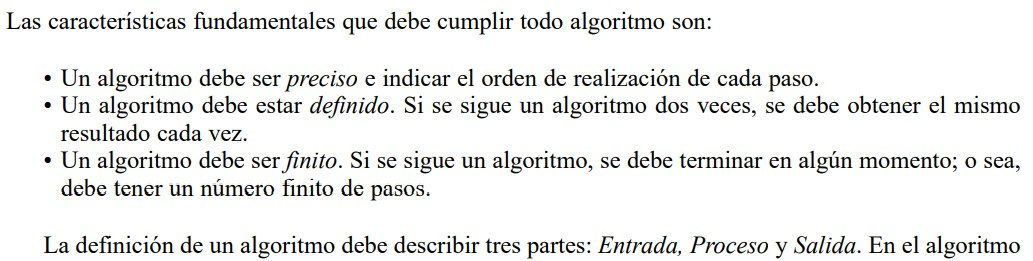 Las características fundamentales que debe cumplir todo algoritmo son:
• Un algoritmo debe ser preciso e indicar el orden de realización de cada paso.
• Un algoritmo debe estar definido. Si se sigue un algoritmo dos veces, se debe obtener el mismo
resultado cada vez.
• Un algoritmo debe ser finito. Si se sigue un algoritmo, se debe terminar en algún momento; o sea,
debe tener un número finito de pasos.
La definición de un algoritmo debe describir tres partes: Entrada, Proceso y Salida. En el algoritmo